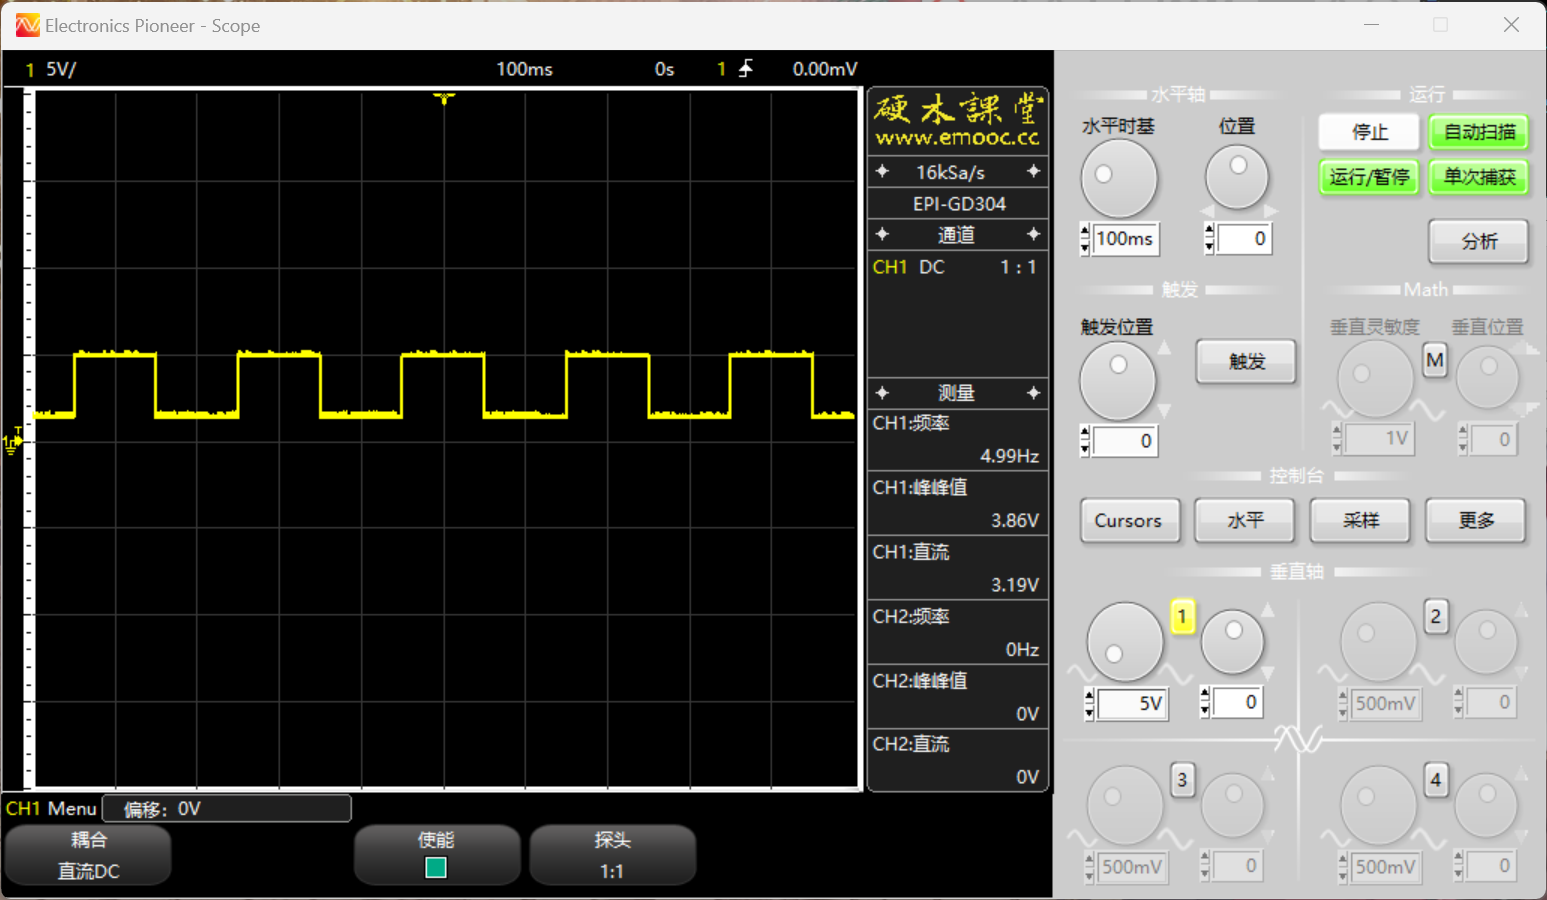 Electronics Pioneer - Scope
1 5V/ 100ms 0s 1 0.00mV
硬木課堂
www.emooc.cc
16kSa/s
EPI-GD304
通道
CH1 DC 1 : 1
测量
CH1:频率
4.99Hz
CH1:峰峰值
3.86V
CH1:直流
3.19V
CH2:频率
0Hz
CH2:峰峰值
0V
CH2:直流
0V
T
1
CH1 Menu 偏移: 0V
耦合
直流DC
使能
探头
1:1
水平轴
水平时基 位置
100ms 0
运行
停止 自动扫描
运行/暂停 单次捕获
分析
触发
触发位置
触发
0
Math
垂直灵敏度 垂直位置
M
1V 0
控制台
Cursors 水平 采样 更多
垂直轴
1 2
5V 0 500mV 0
3 4
500mV 0 500mV 0